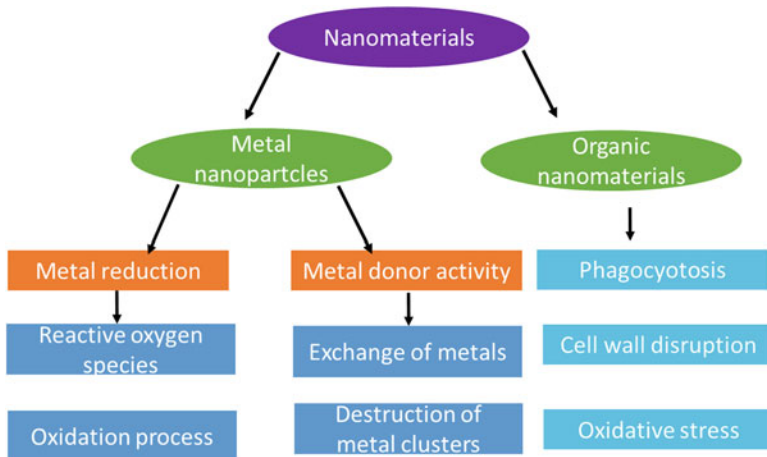 Nanomaterials
Metal
nanopartcles
Organic
nanomaterials
Metal reduction
Metal donor activity
Phagocyotosis
Reactive oxygen
species
Exchange of metals
Cell wall disruption
Oxidation process
Destruction of
metal clusters
Oxidative stress